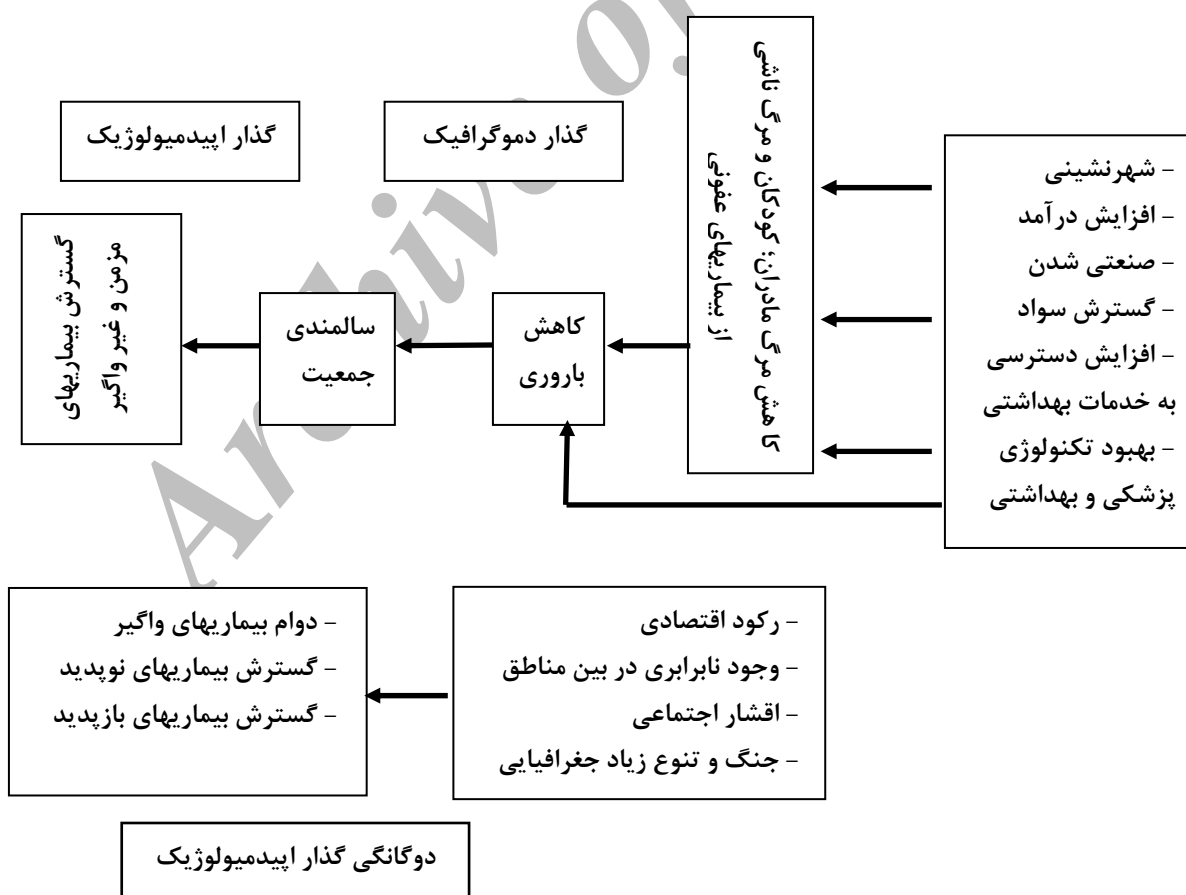 گذار اپیدمیولوژیک
گذار دموگرافیک
- شهرنشینی
- افزایش درآمد
- صنعتی شدن
- گسترش سواد
- افزایش دسترسی
به خدمات بهداشتی
- بهبود تکنولوژی
پزشکی و بهداشتی
کاهش مرگ مادران؛ کودکان و مرگ ناشی
از بیماریهای عفونی
کاهش
باروری
سالمندی
جمعیت
گسترش بیماریهای
مزمن و غیر واگیر
- رکود اقتصادی
- وجود نابرابری در بین مناطق
- اقشار اجتماعی
- جنگ و تنوع زیاد جغرافیایی
- دوام بیماریهای واگیر
- گسترش بیماریهای نوپدید
- گسترش بیماریهای بازپدید
دوگانگی گذار اپیدمیولوژیک
Archive of